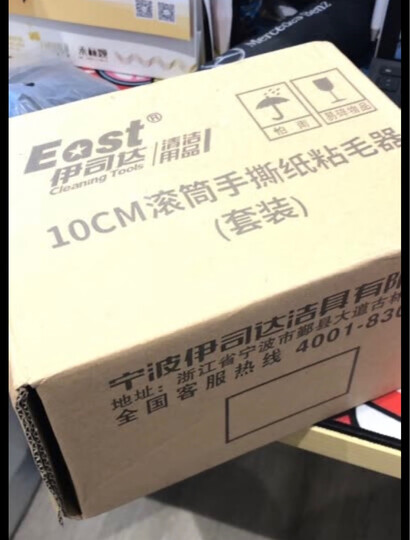 Mercedes-Benz
East®
伊司达
清洁
用品
Cleaning Tools
怕雨
易碎物品
10CM滚筒手撕纸粘毛器
(套装)
宁波伊司达洁具有限
地址：浙江省宁波市鄞县大道古林
全国客服热线 4001-830